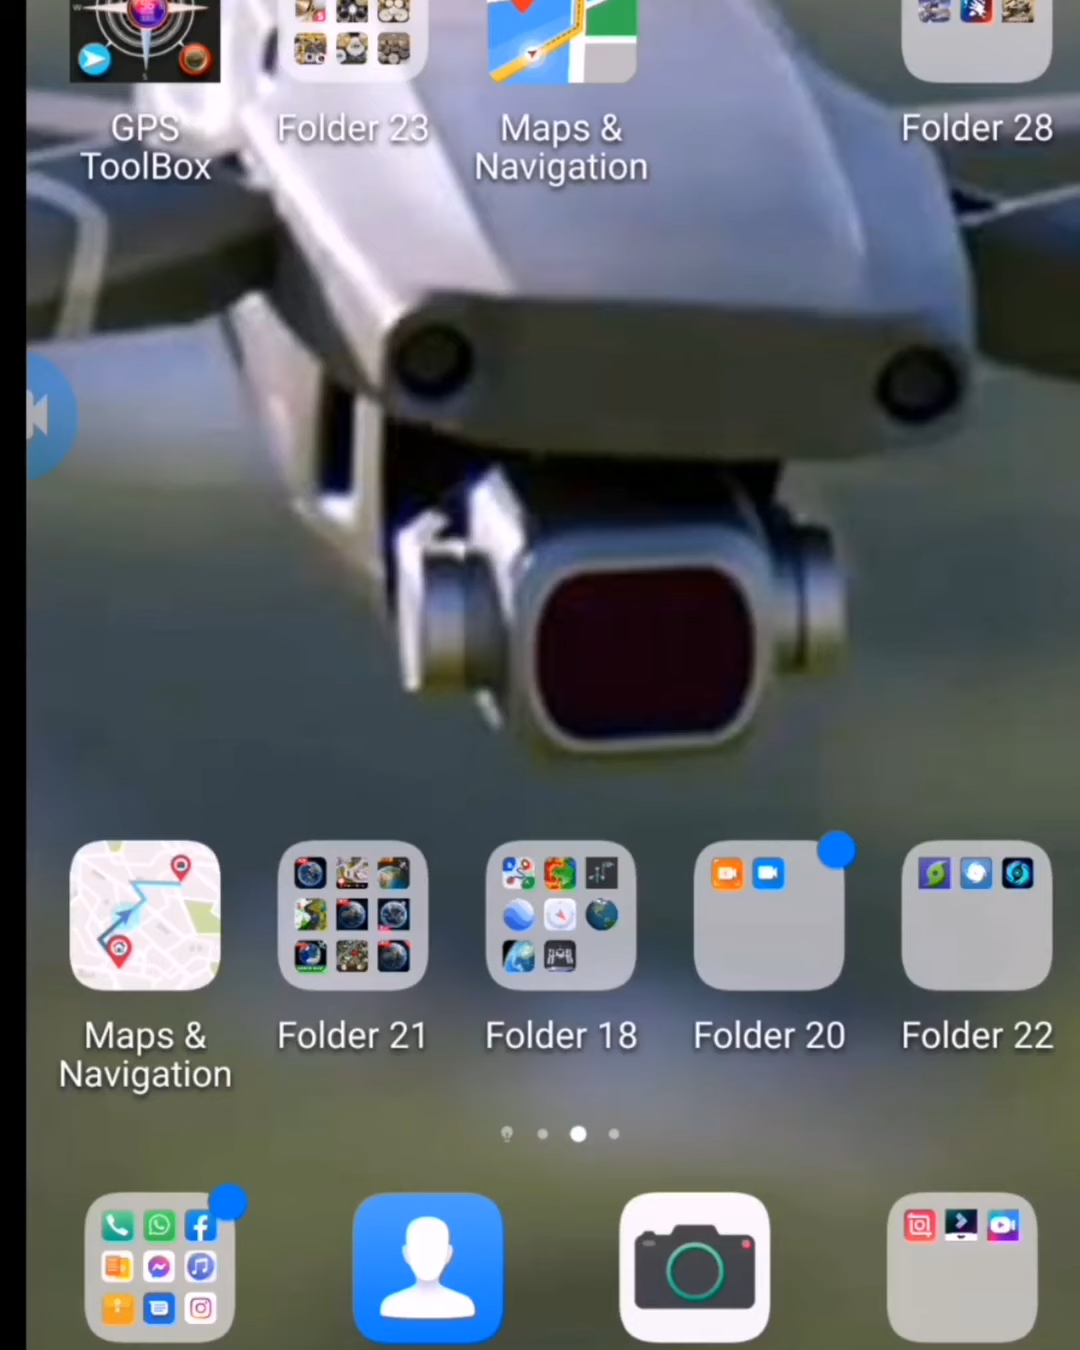 GPS
ToolBox
Folder 23
Maps &
Navigation
Folder 28
Maps &
Navigation
Folder 21
Folder 18
Folder 20
Folder 22